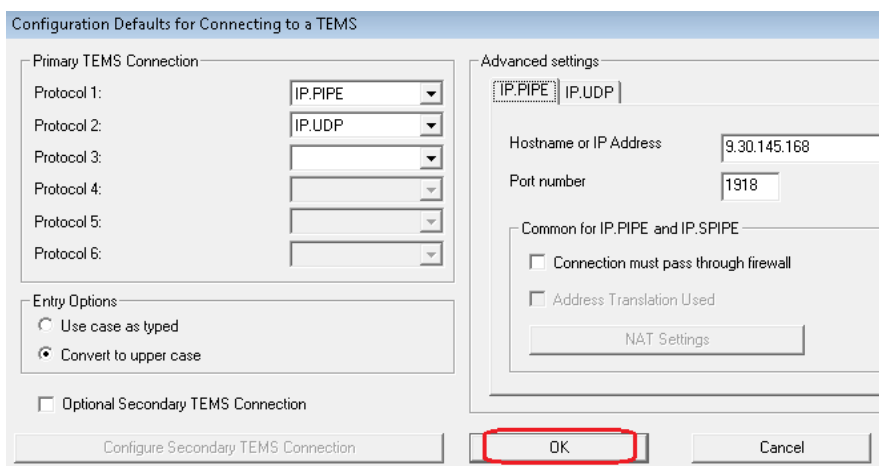 Configuration Defaults for Connecting to a TEMS
Primary TEMS Connection
Protocol 1: IP.PIPE
Protocol 2: IP.UDP
Protocol 3:
Protocol 4:
Protocol 5:
Protocol 6:
Entry Options
Use case as typed
Convert to upper case
Optional Secondary TEMS Connection
Configure Secondary TEMS Connection
Advanced settings
IP.PIPE IP.UDP
Hostname or IP Address 9.30.145.168
Port number 1918
Common for IP.PIPE and IP.SPIPE
Connection must pass through firewall
Address Translation Used
NAT Settings
OK Cancel